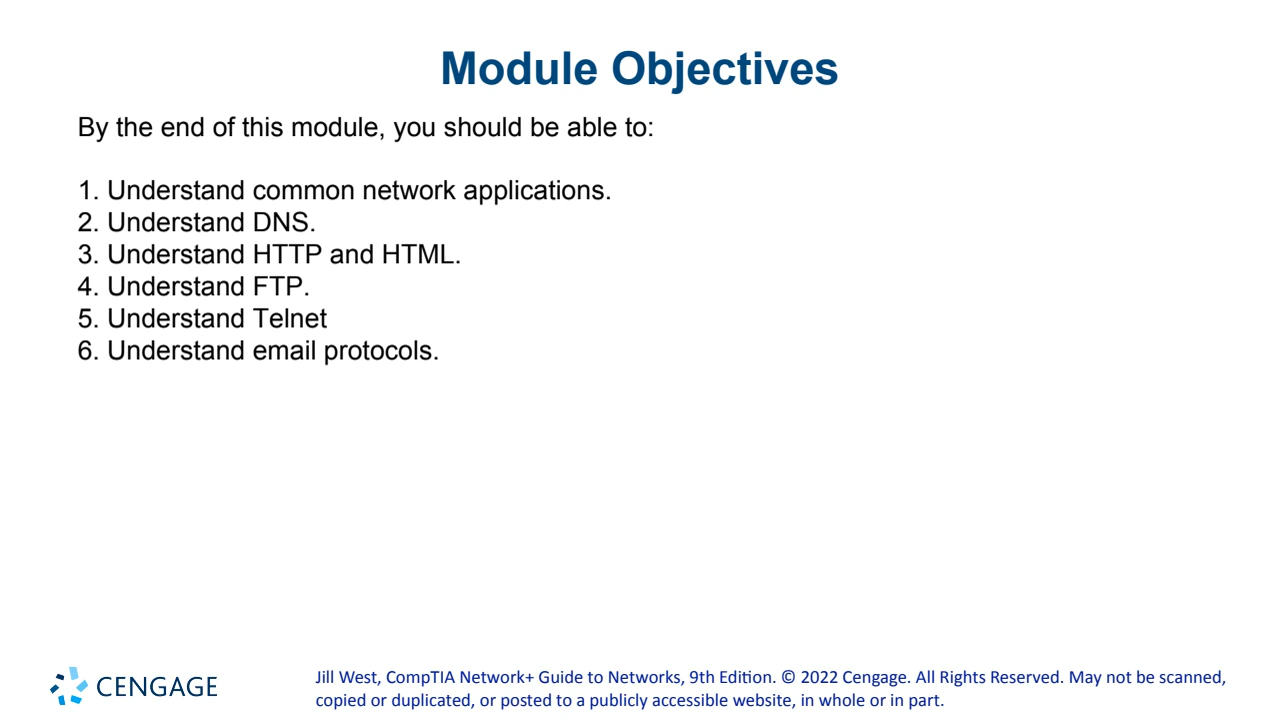 Module Objectives
By the end of this module, you should be able to:
1. Understand common network applications.
2. Understand DNS.
3. Understand HTTP and HTML.
4. Understand FTP.
5. Understand Telnet
6. Understand email protocols.
CENGAGE
Jill West, CompTIA Network+ Guide to Networks, 9th Edition. © 2022 Cengage. All Rights Reserved. May not be scanned,
copied or duplicated, or posted to a publicly accessible website, in whole or in part.